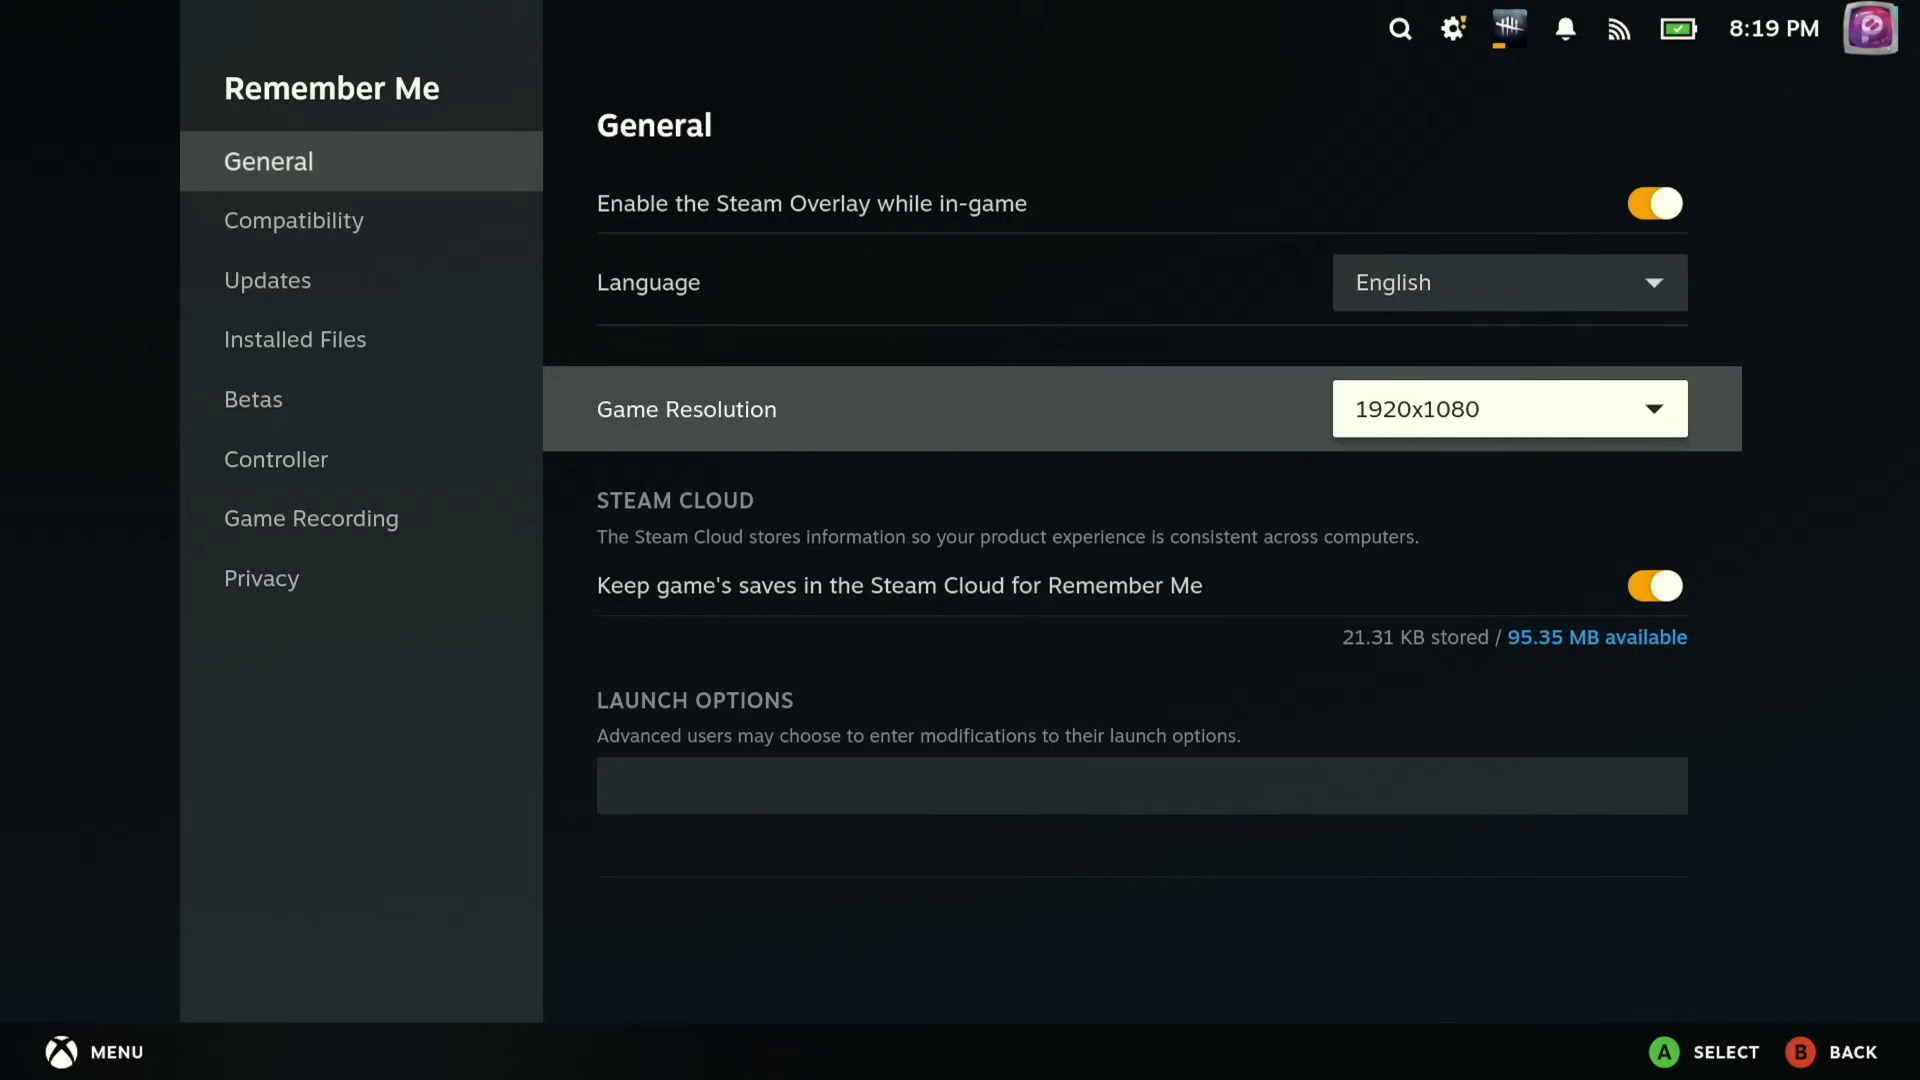 8:19 PM
Remember Me
General
Compatibility
Updates
Installed Files
Betas
Controller
Game Recording
Privacy
General
Enable the Steam Overlay while in-game
Language
English
Game Resolution
1920x1080
STEAM CLOUD
The Steam Cloud stores information so your product experience is consistent across computers.
Keep game's saves in the Steam Cloud for Remember Me
21.31 KB stored / 95.35 MB available
LAUNCH OPTIONS
Advanced users may choose to enter modifications to their launch options.
MENU
A SELECT
B BACK